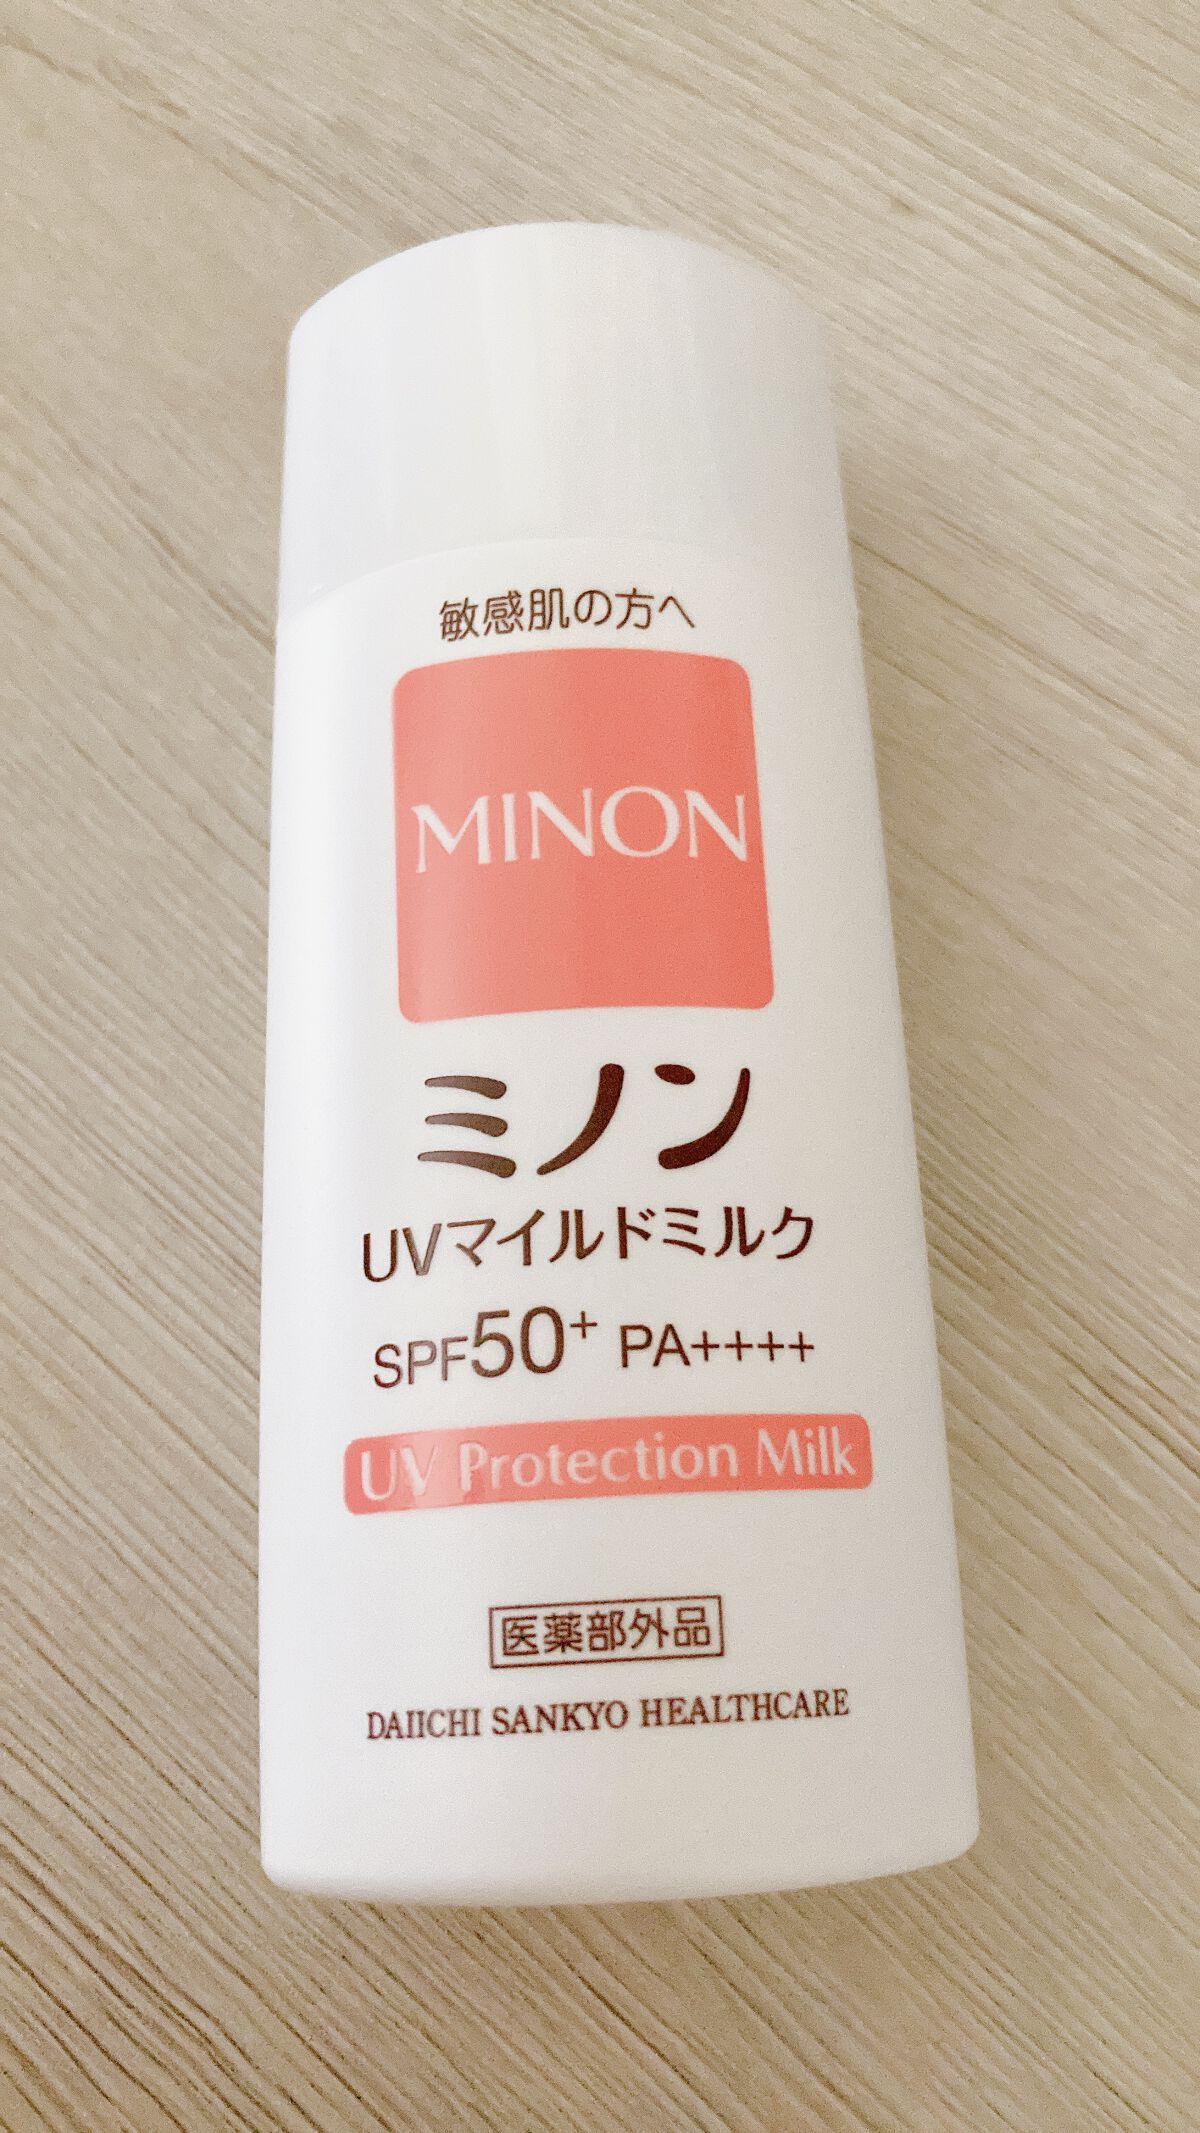 敏感肌の方へ
MINON
ミノン
UVマイルドミルク
SPF50+ PA++++
UV Protection Milk
医薬部外品
DAIICHI SANKYO HEALTHCARE